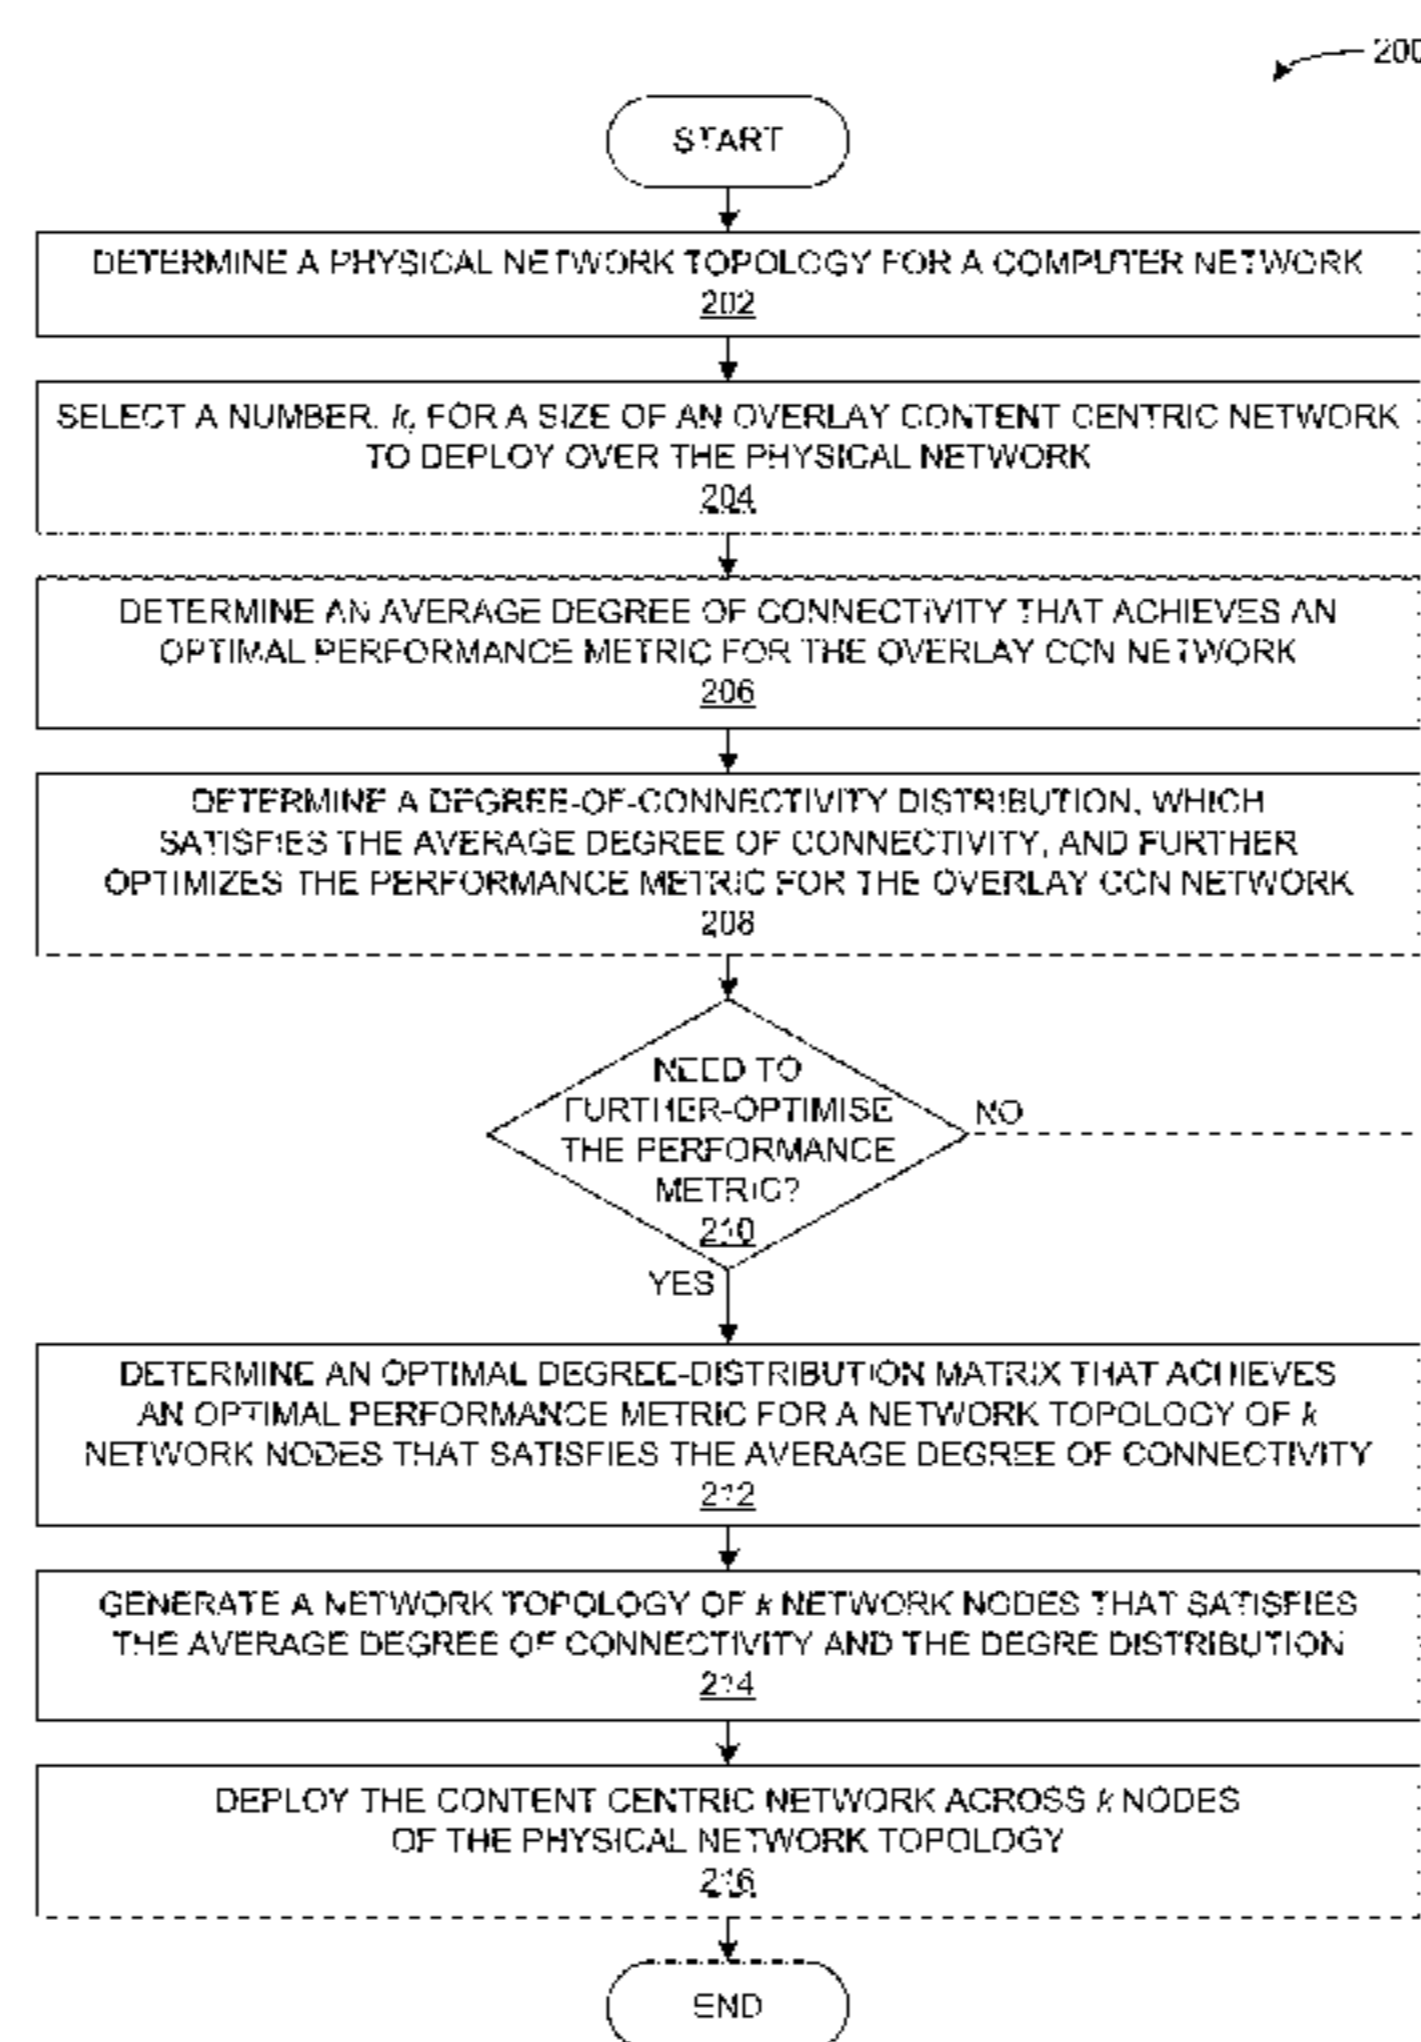 200
START
DETERMINE A PHYSICAL NETWORK TOPOLOGY FOR A COMPUTER NETWORK
202
SELECT A NUMBER, k, FOR A SIZE OF AN OVERLAY CONTENT CENTRIC NETWORK
TO DEPLOY OVER THE PHYSICAL NETWORK
204
DETERMINE AN AVERAGE DEGREE OF CONNECTIVITY THAT ACHIEVES AN
OPTIMAL PERFORMANCE METRIC FOR THE OVERLAY CCN NETWORK
206
DETERMINE A DEGREE-OF-CONNECTIVITY DISTRIBUTION, WHICH
SATISFIES THE AVERAGE DEGREE OF CONNECTIVITY, AND FURTHER
OPTIMIZES THE PERFORMANCE METRIC FOR THE OVERLAY CCN NETWORK
208
NEED TO
FURTHER-OPTIMISE
THE PERFORMANCE
METRIC?
210
NO
YES
DETERMINE AN OPTIMAL DEGREE-DISTRIBUTION MATRIX THAT ACHIEVES
AN OPTIMAL PERFORMANCE METRIC FOR A NETWORK TOPOLOGY OF k
NETWORK NODES THAT SATISFIES THE AVERAGE DEGREE OF CONNECTIVITY
212
GENERATE A NETWORK TOPOLOGY OF k NETWORK NODES THAT SATISFIES
THE AVERAGE DEGREE OF CONNECTIVITY AND THE DEGRE DISTRIBUTION
214
DEPLOY THE CONTENT CENTRIC NETWORK ACROSS k NODES
OF THE PHYSICAL NETWORK TOPOLOGY
216
END